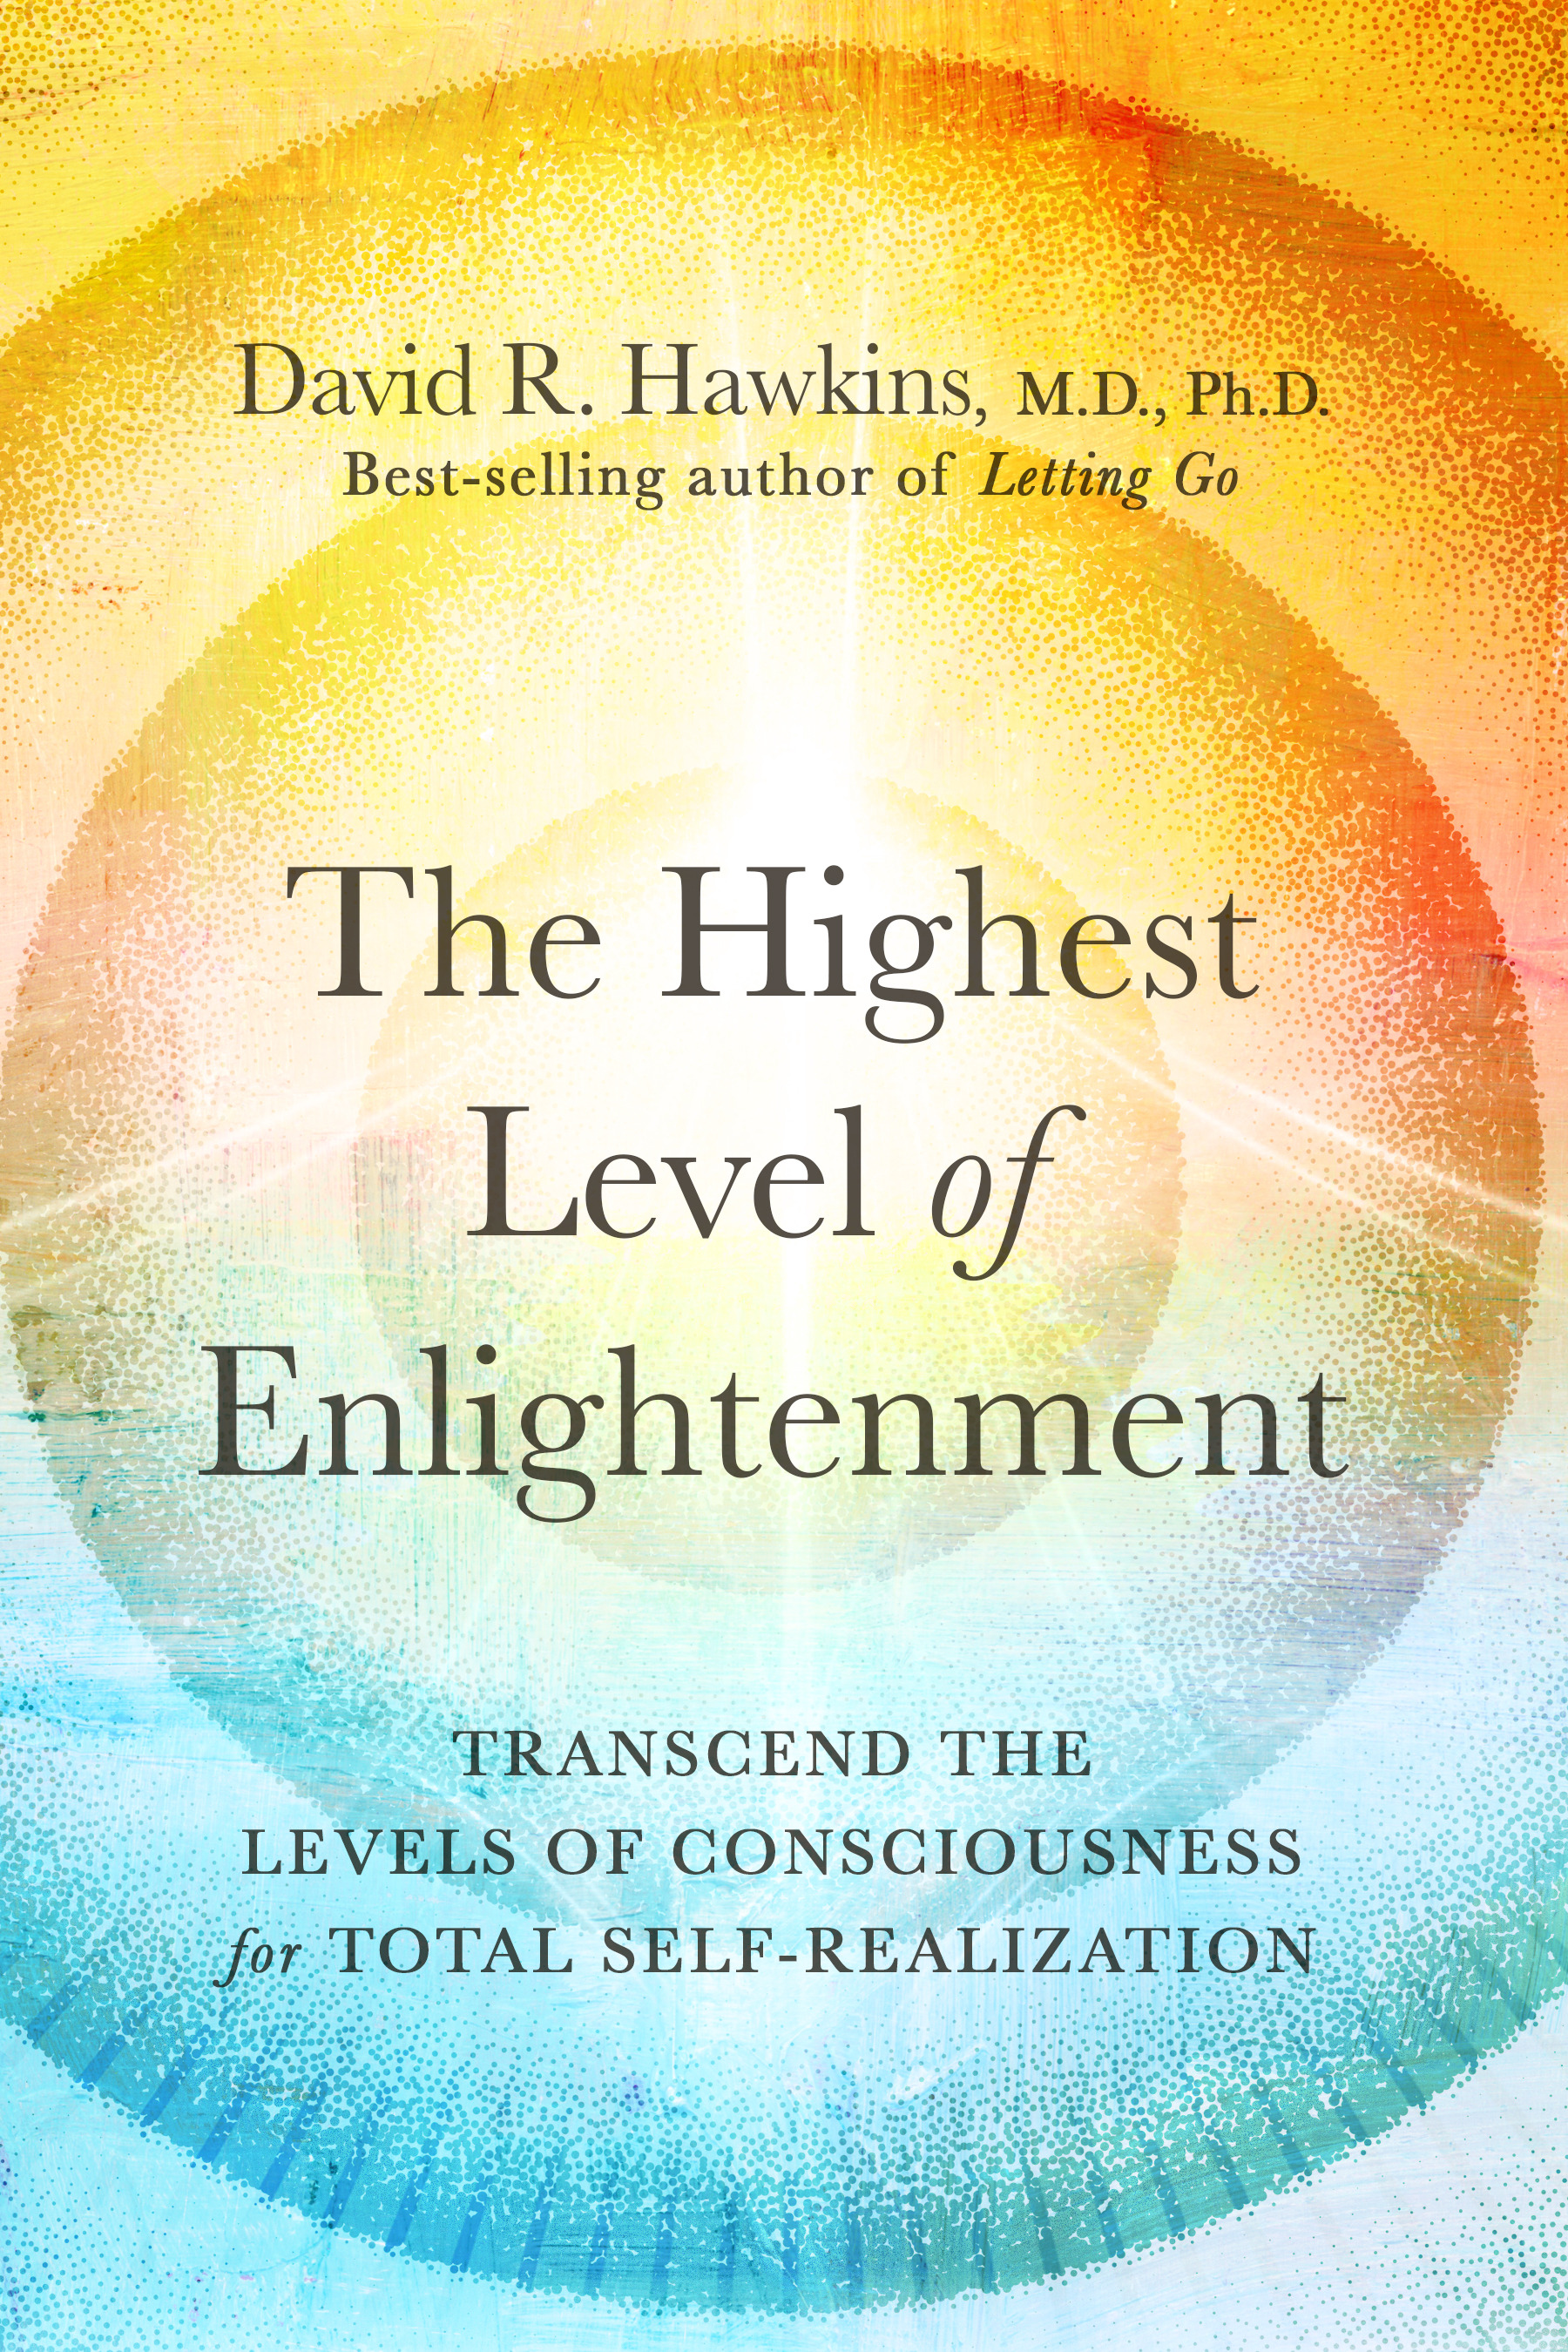 David R. Hawkins, M.D., Ph.D.
Best-selling author of Letting Go
The Highest
Level of
Enlightenment
TRANSCEND THE
LEVELS OF CONSCIOUSNESS
for TOTAL SELF-REALIZATION